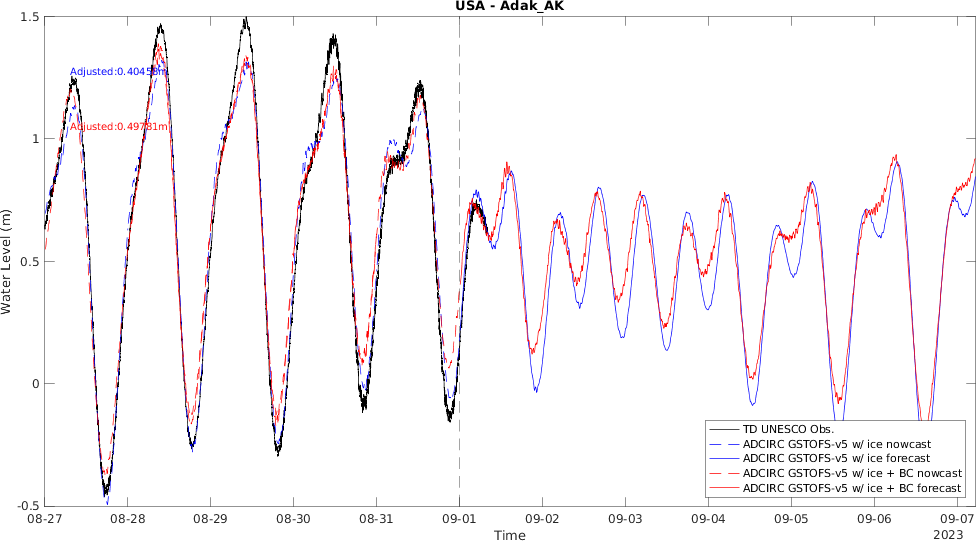 USA - Adak_AK
Water Level (m)
1.5
1
0.5
0
-0.5
Adjusted:0.40458m
Adjusted:0.49781m
TD UNESCO Obs.
ADCIRC GSTOFS-v5 w/ ice nowcast
ADCIRC GSTOFS-v5 w/ ice forecast
ADCIRC GSTOFS-v5 w/ ice + BC nowcast
ADCIRC GSTOFS-v5 w/ ice + BC forecast
08-27 08-28 08-29 08-30 08-31 09-01 09-02 09-03 09-04 09-05 09-06 09-07
Time
2023